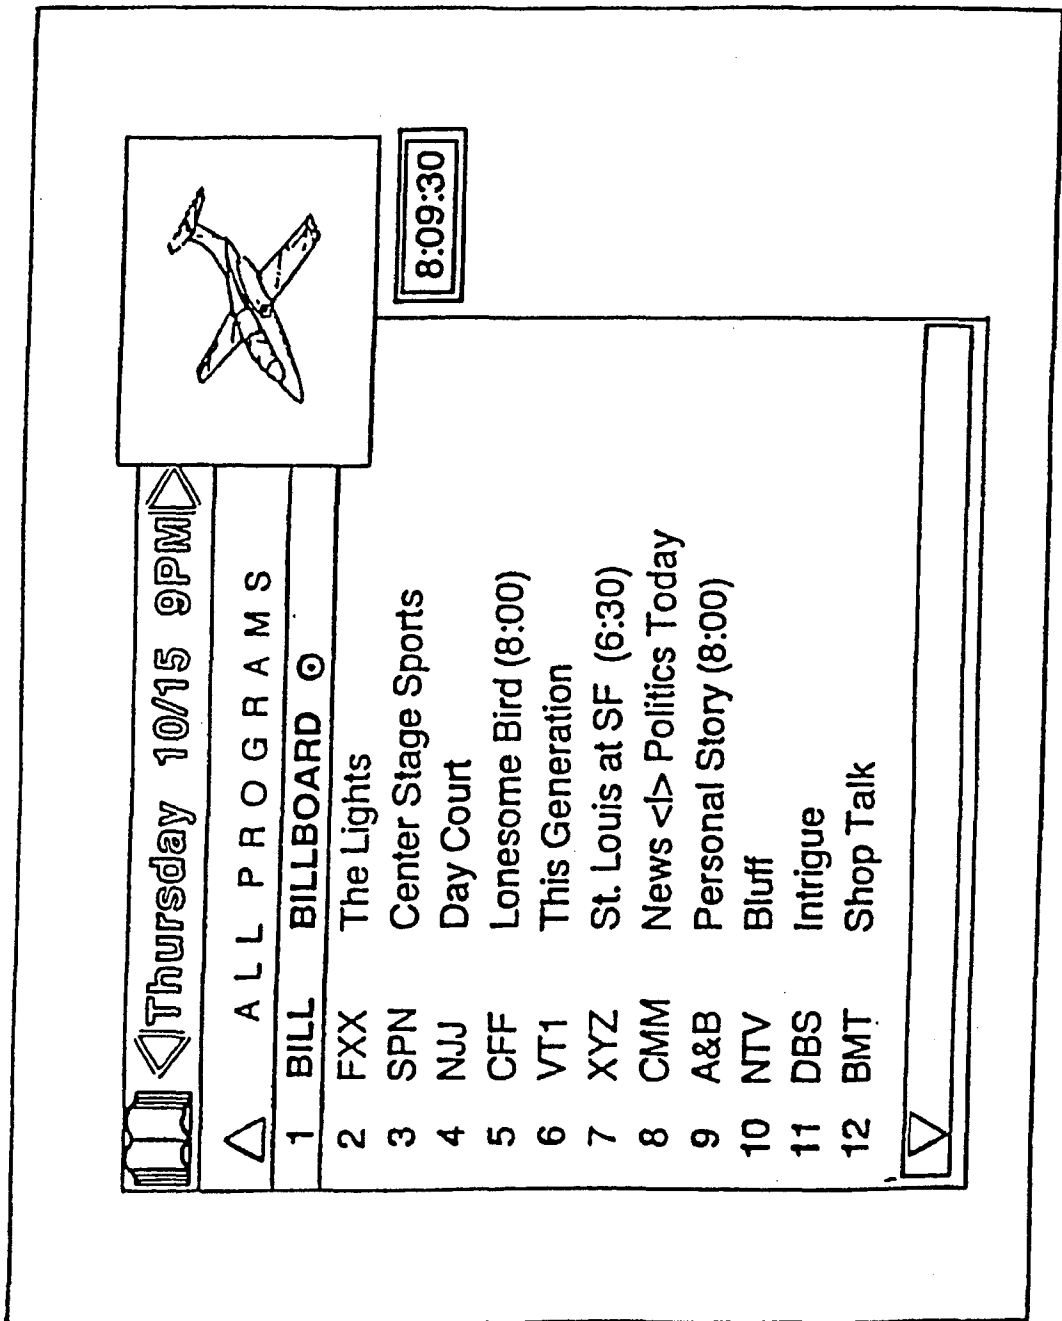 Thursday 10/15 9PM
ALL PROGRAMS
1 BILL BILLBOARD
2 FXX The Lights
3 SPN Center Stage Sports
4 NJJ Day Court
5 CFF Lonesome Bird (8:00)
6 VT1 This Generation
7 XYZ St. Louis at SF (6:30)
8 CMM News <I> Politics Today
9 A&B Personal Story (8:00)
10 NTV Bluff
11 DBS Intrigue
12 BMT Shop Talk
8:09:30